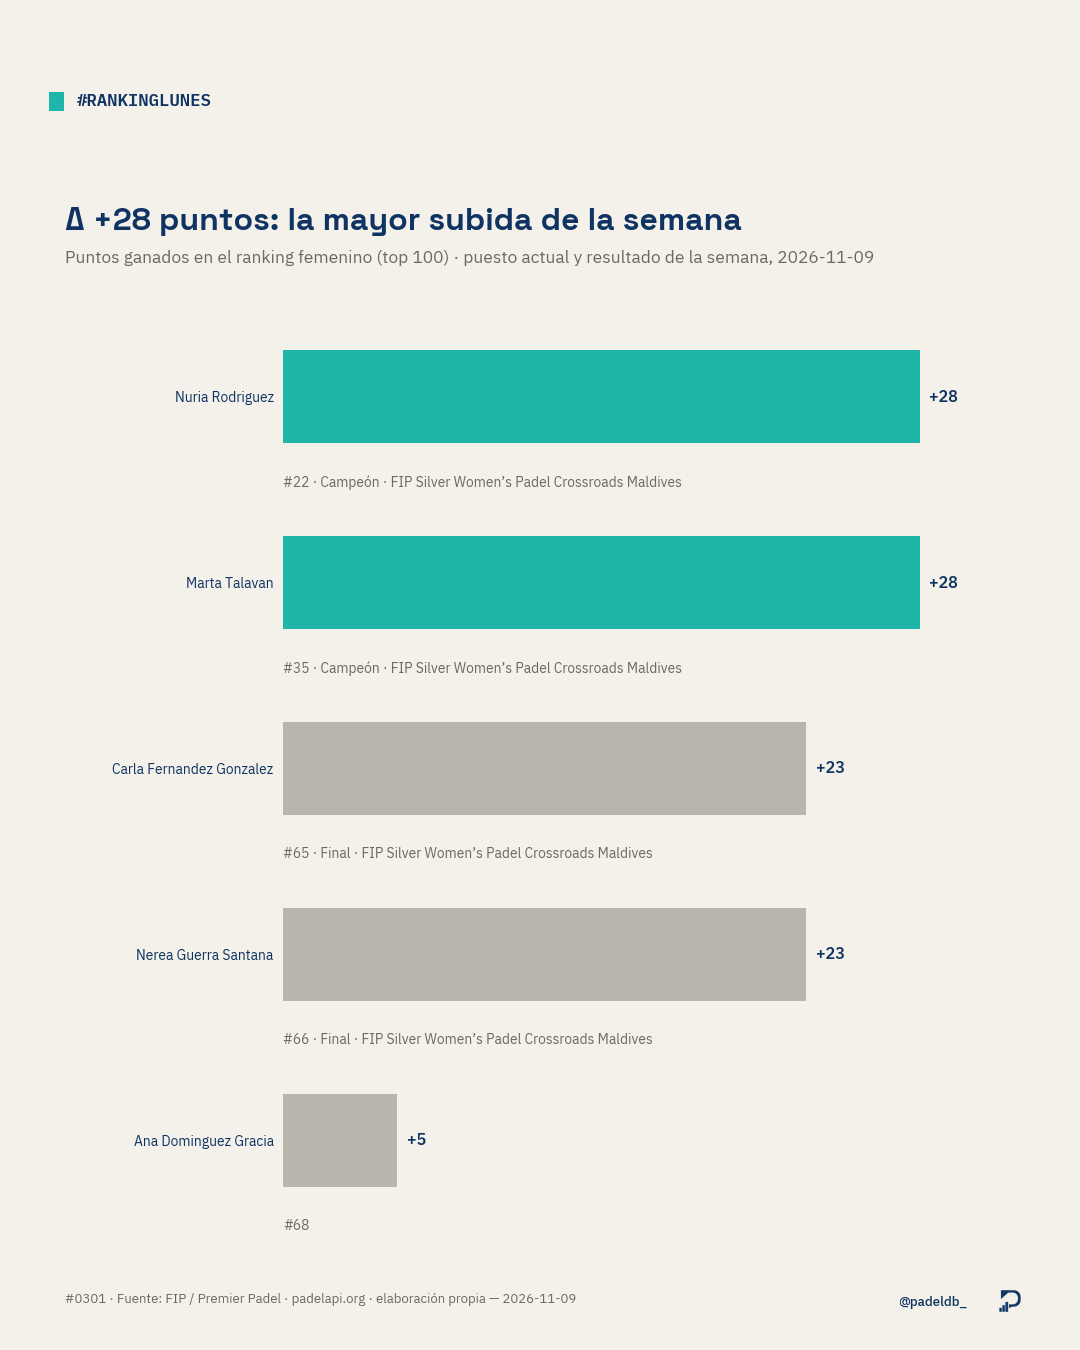 #RANKINGLUNES
Δ +28 puntos: la mayor subida de la semana
Puntos ganados en el ranking femenino (top 100) · puesto actual y resultado de la semana, 2026-11-09
Nuria Rodriguez +28
#22 · Campeón · FIP Silver Women’s Padel Crossroads Maldives
Marta Talavan +28
#35 · Campeón · FIP Silver Women’s Padel Crossroads Maldives
Carla Fernandez Gonzalez +23
#65 · Final · FIP Silver Women’s Padel Crossroads Maldives
Nerea Guerra Santana +23
#66 · Final · FIP Silver Women’s Padel Crossroads Maldives
Ana Dominguez Gracia +5
#68
#0301 · Fuente: FIP / Premier Padel · padelapi.org · elaboración propia — 2026-11-09
@padeldb_